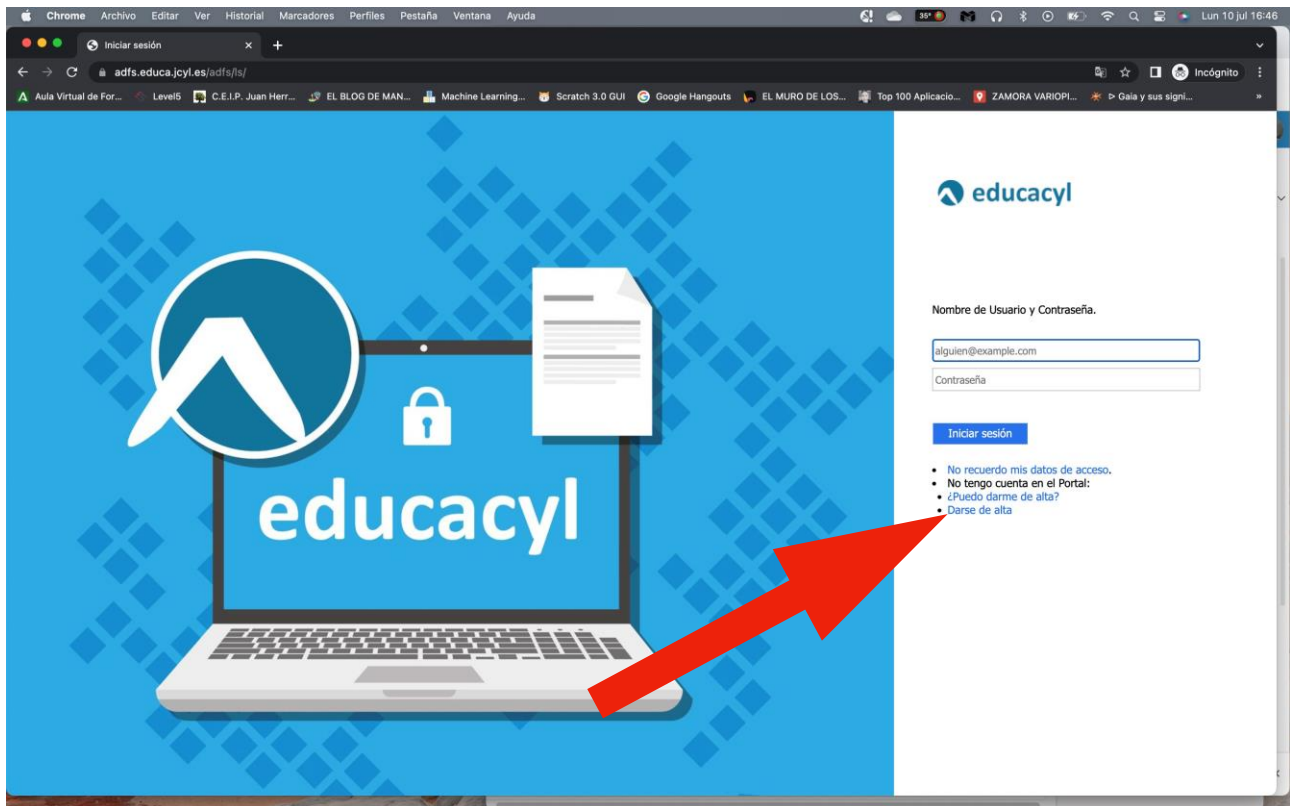 Chrome Archivo Editar Ver Historial Marcadores Perfiles Pestaña Ventana Ayuda 35° Lun 10 jul 16:46
Iniciar sesión
adfs.educa.jcyl.es/adfs/ls/ Incógnito
Aula Virtual de For... Level5 C.E.I.P. Juan Herr... EL BLOG DE MAN... Machine Learning... Scratch 3.0 GUI Google Hangouts EL MURO DE LOS... Top 100 Aplicacio... ZAMORA VARIOPI... ᐅ Gaia y sus signi... »
educacyl
educacyl
Nombre de Usuario y Contraseña.
alguien@example.com
Contraseña
Iniciar sesión
• No recuerdo mis datos de acceso.
• No tengo cuenta en el Portal:
• ¿Puedo darme de alta?
• Darse de alta